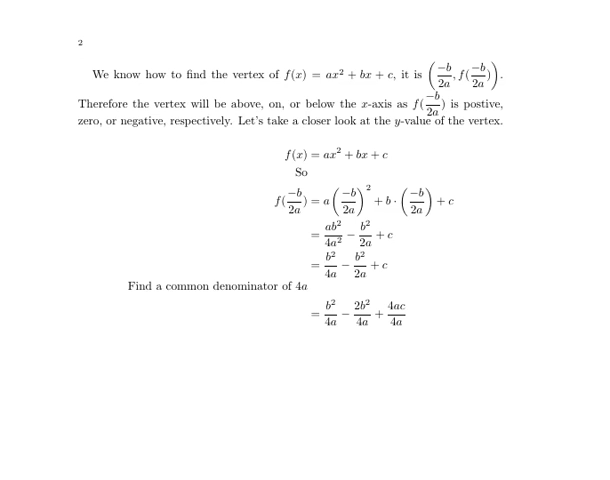 2
We know how to find the vertex of f(x) = ax² + bx + c, it is (−b/2a, f(−b/2a)).
Therefore the vertex will be above, on, or below the x-axis as f(−b/2a) is postive,
zero, or negative, respectively. Let's take a closer look at the y-value of the vertex.
f(x) = ax² + bx + c
So
f(−b/2a) = a(−b/2a)² + b · (−b/2a) + c
= ab²/4a² − b²/2a + c
= b²/4a − b²/2a + c
Find a common denominator of 4a
= b²/4a − 2b²/4a + 4ac/4a